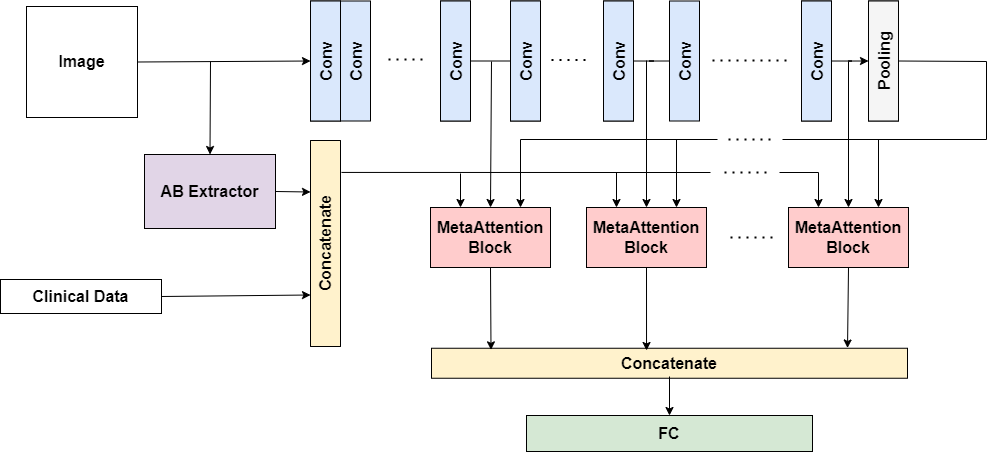 Image
Conv
Conv
Conv
Conv
Conv
Conv
Conv
Pooling
AB Extractor
Clinical Data
Concatenate
MetaAttention
Block
MetaAttention
Block
MetaAttention
Block
Concatenate
FC